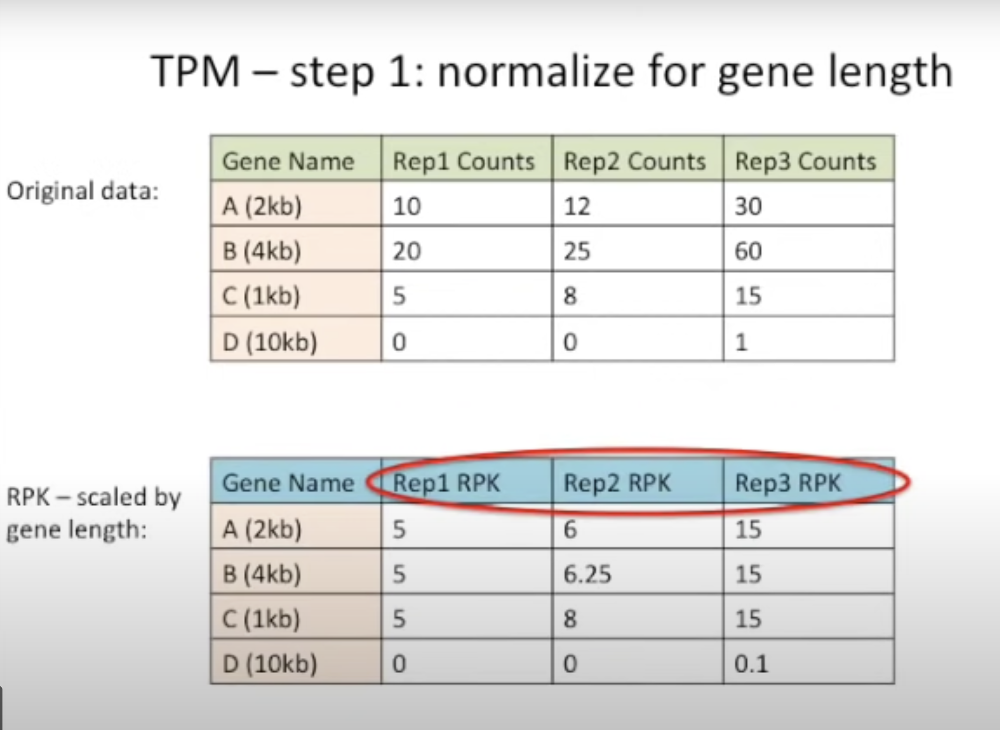 TPM – step 1: normalize for gene length
Original data:
Gene Name Rep1 Counts Rep2 Counts Rep3 Counts
A (2kb) 10 12 30
B (4kb) 20 25 60
C (1kb) 5 8 15
D (10kb) 0 0 1
RPK – scaled by
gene length:
Gene Name Rep1 RPK Rep2 RPK Rep3 RPK
A (2kb) 5 6 15
B (4kb) 5 6.25 15
C (1kb) 5 8 15
D (10kb) 0 0 0.1